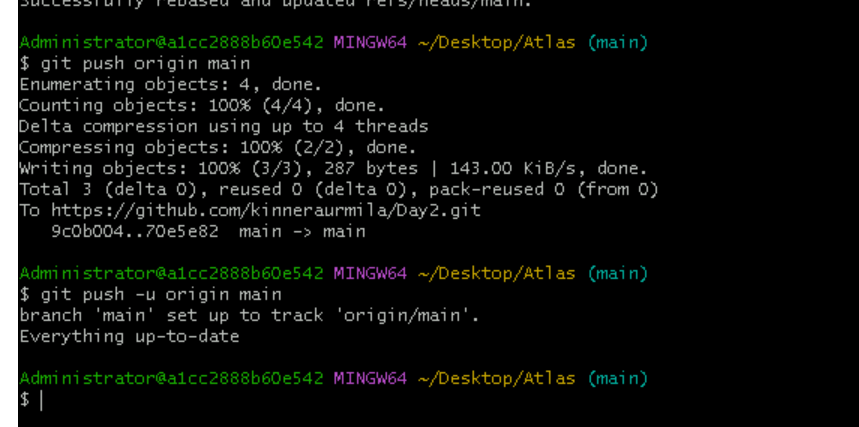 Successfully rebased and updated refs/heads/main.
Administrator@a1cc2888b60e542 MINGW64 ~/Desktop/Atlas (main)
$ git push origin main
Enumerating objects: 4, done.
Counting objects: 100% (4/4), done.
Delta compression using up to 4 threads
Compressing objects: 100% (2/2), done.
Writing objects: 100% (3/3), 287 bytes | 143.00 KiB/s, done.
Total 3 (delta 0), reused 0 (delta 0), pack-reused 0 (from 0)
To https://github.com/kinneraurmila/Day2.git
   9c0b004..70e5e82  main -> main
Administrator@a1cc2888b60e542 MINGW64 ~/Desktop/Atlas (main)
$ git push -u origin main
branch 'main' set up to track 'origin/main'.
Everything up-to-date
Administrator@a1cc2888b60e542 MINGW64 ~/Desktop/Atlas (main)
$